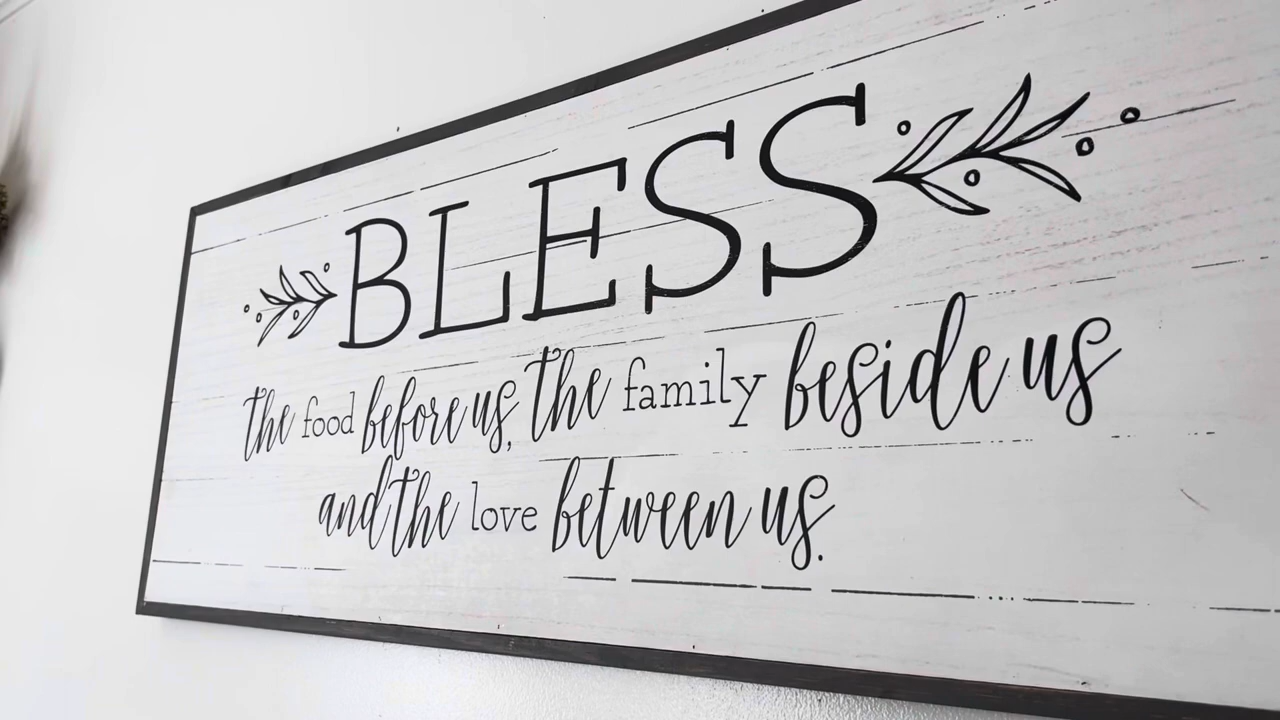 BLESS
the food before us, the family beside us
and the love between us.